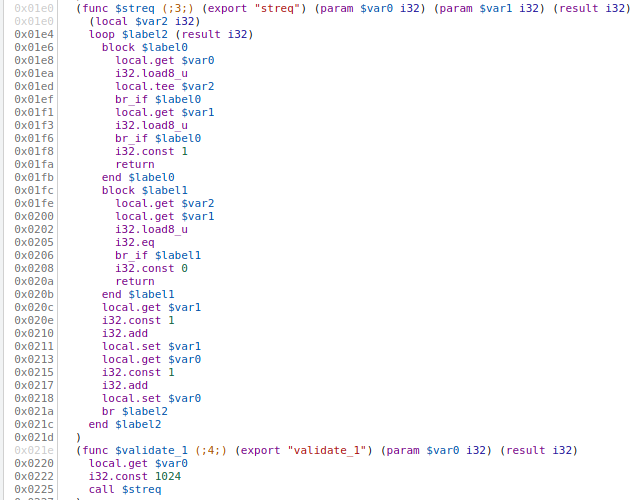 0x01e0 (func $streq (;3;) (export "streq") (param $var0 i32) (param $var1 i32) (result i32)
0x01e0 (local $var2 i32)
0x01e4 loop $label2 (result i32)
0x01e6 block $label0
0x01e8 local.get $var0
0x01ea i32.load8_u
0x01ed local.tee $var2
0x01ef br_if $label0
0x01f1 local.get $var1
0x01f3 i32.load8_u
0x01f6 br_if $label0
0x01f8 i32.const 1
0x01fa return
0x01fb end $label0
0x01fc block $label1
0x01fe local.get $var2
0x0200 local.get $var1
0x0202 i32.load8_u
0x0205 i32.eq
0x0206 br_if $label1
0x0208 i32.const 0
0x020a return
0x020b end $label1
0x020c local.get $var1
0x020e i32.const 1
0x0210 i32.add
0x0211 local.set $var1
0x0213 local.get $var0
0x0215 i32.const 1
0x0217 i32.add
0x0218 local.set $var0
0x021a br $label2
0x021c end $label2
0x021d )
0x021e (func $validate_1 (;4;) (export "validate_1") (param $var0 i32) (result i32)
0x0220 local.get $var0
0x0222 i32.const 1024
0x0225 call $streq